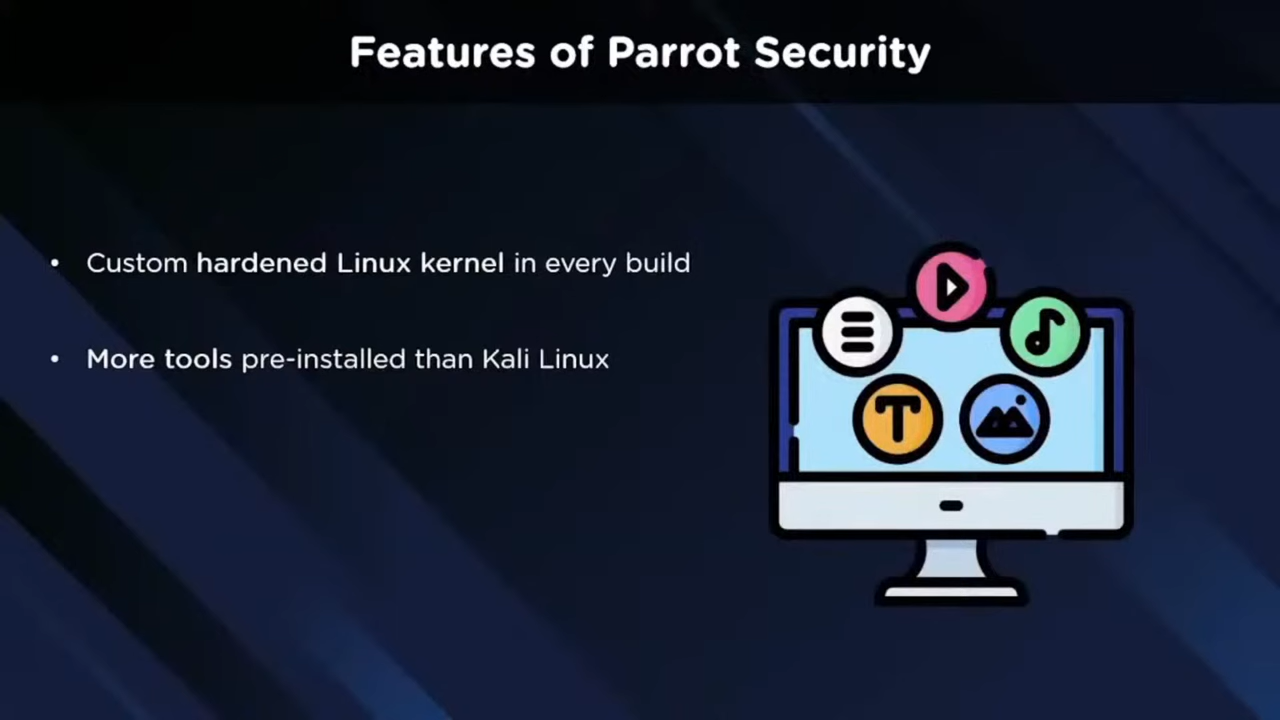 Features of Parrot Security
• Custom hardened Linux kernel in every build
• More tools pre-installed than Kali Linux
T